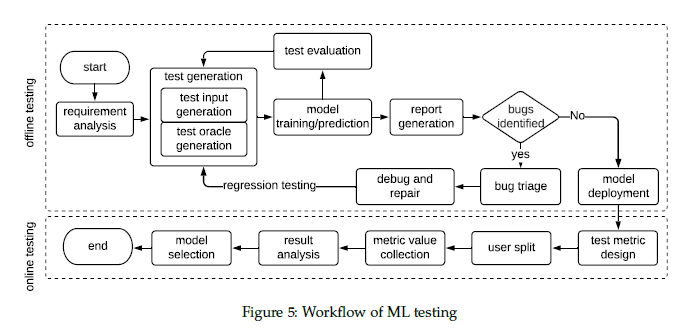 offline testing
start
requirement
analysis
test generation
test input
generation
test oracle
generation
test evaluation
model
training/prediction
report
generation
bugs
identified
No
yes
regression testing
debug and
repair
bug triage
model
deployment
online testing
end
model
selection
result
analysis
metric value
collection
user split
test metric
design
Figure 5: Workflow of ML testing